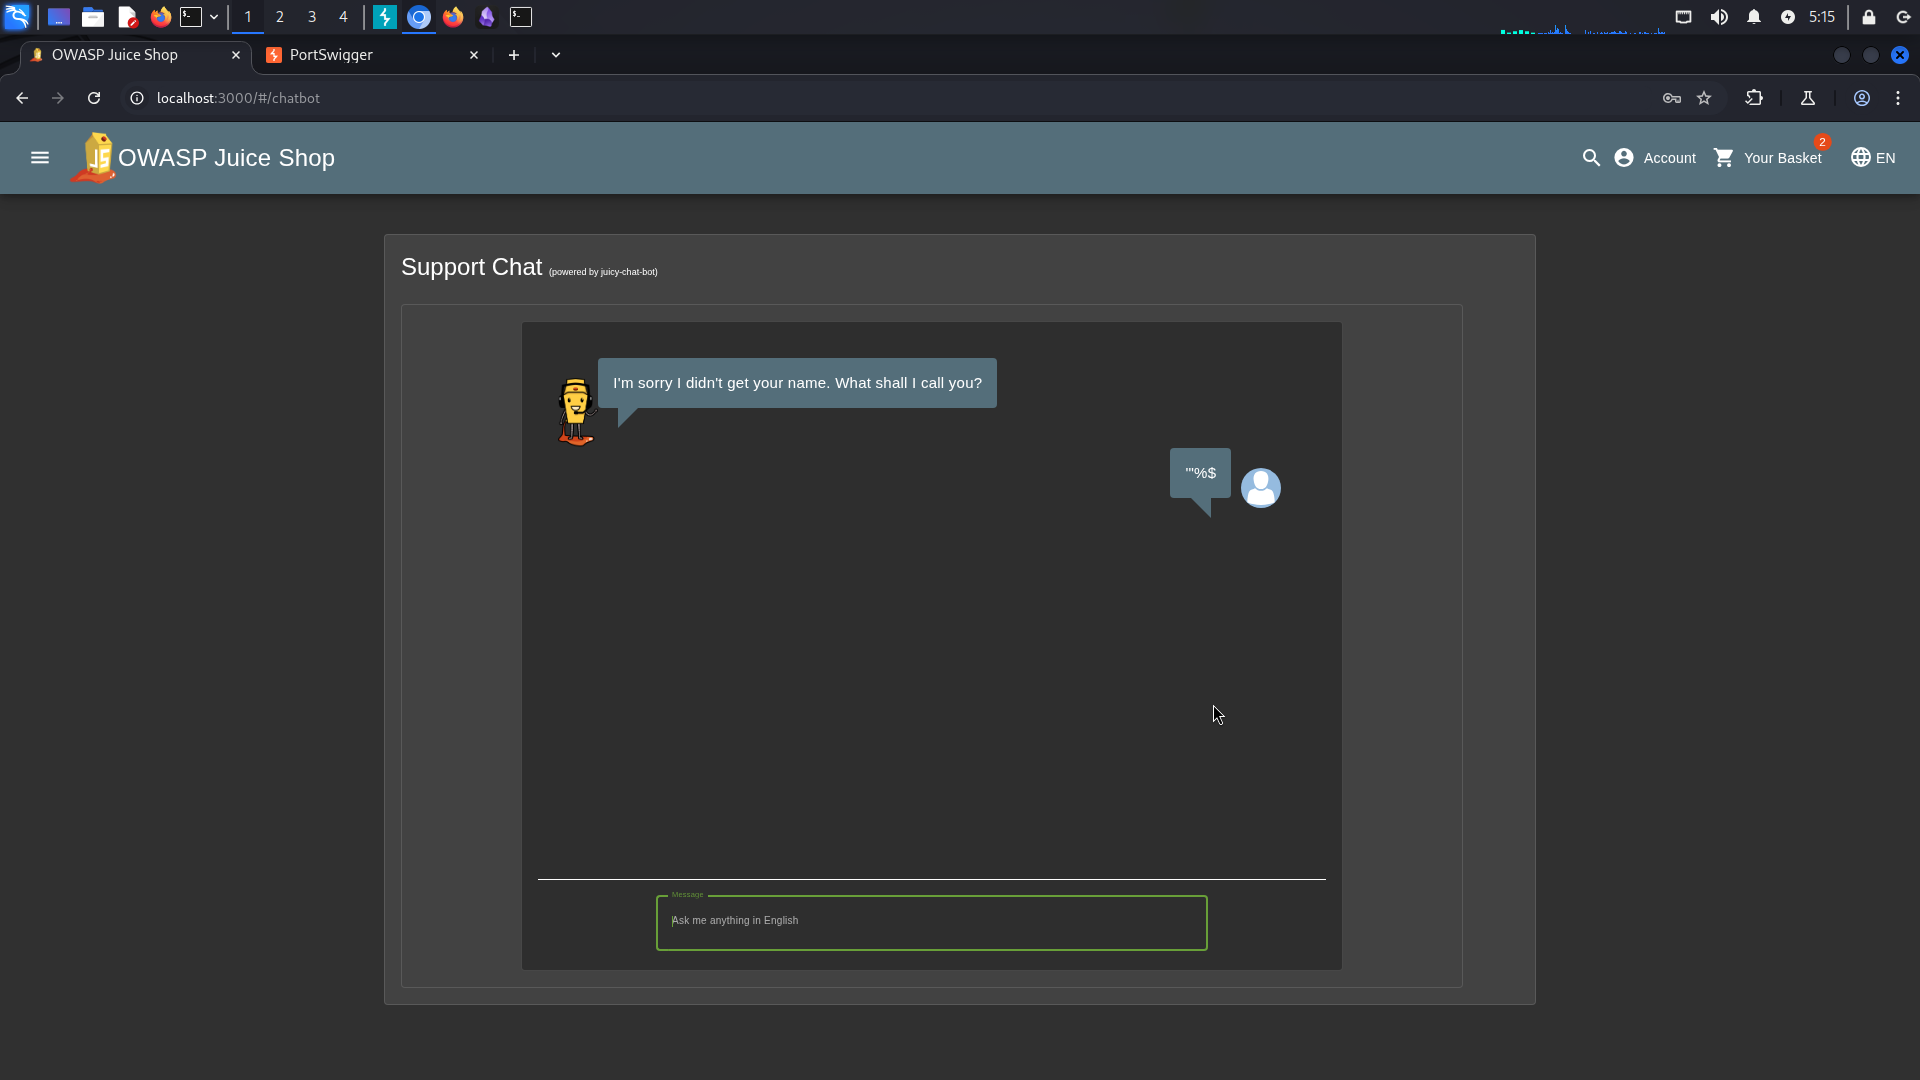 1 2 3 4 5:15
OWASP Juice Shop PortSwigger
localhost:3000/#/chatbot
OWASP Juice Shop Account Your Basket 2 EN
Support Chat (powered by juicy-chat-bot)
I'm sorry I didn't get your name. What shall I call you?
'"%$
Message
Ask me anything in English